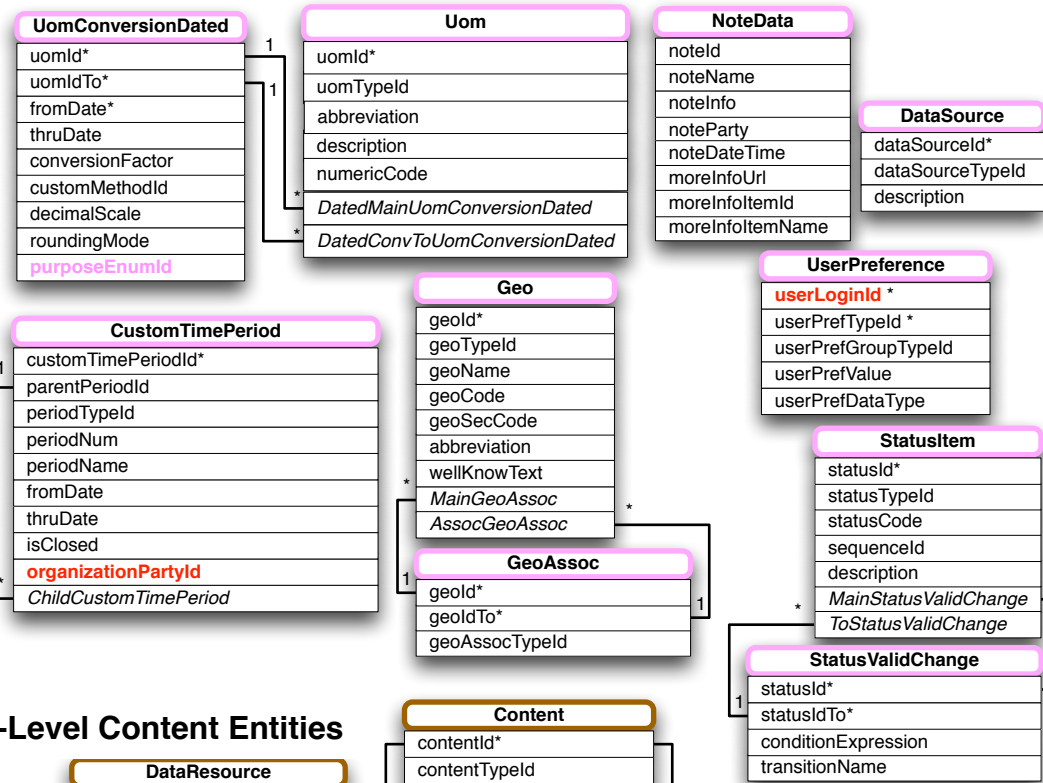 UomConversionDated
uomId*
uomIdTo*
fromDate*
thruDate
conversionFactor
customMethodId
decimalScale
roundingMode
purposeEnumId
1
1
Uom
uomId*
uomTypeId
abbreviation
description
numericCode
* DatedMainUomConversionDated
* DatedConvToUomConversionDated
NoteData
noteId
noteName
noteInfo
noteParty
noteDateTime
moreInfoUrl
moreInfoItemId
moreInfoItemName
DataSource
dataSourceId*
dataSourceTypeId
description
UserPreference
userLoginId *
userPrefTypeId *
userPrefGroupTypeId
userPrefValue
userPrefDataType
CustomTimePeriod
customTimePeriodId*
1
parentPeriodId
periodTypeId
periodNum
periodName
fromDate
thruDate
isClosed
organizationPartyId
* ChildCustomTimePeriod
Geo
geoId*
geoTypeId
geoName
geoCode
geoSecCode
abbreviation
wellKnowText
* MainGeoAssoc
AssocGeoAssoc *
GeoAssoc
1 geoId*
geoIdTo* 1
geoAssocTypeId
StatusItem
statusId*
statusTypeId
statusCode
sequenceId
description
MainStatusValidChange
* ToStatusValidChange
StatusValidChange
statusId*
1 statusIdTo*
conditionExpression
transitionName
-Level Content Entities
DataResource
Content
contentId*
contentTypeId